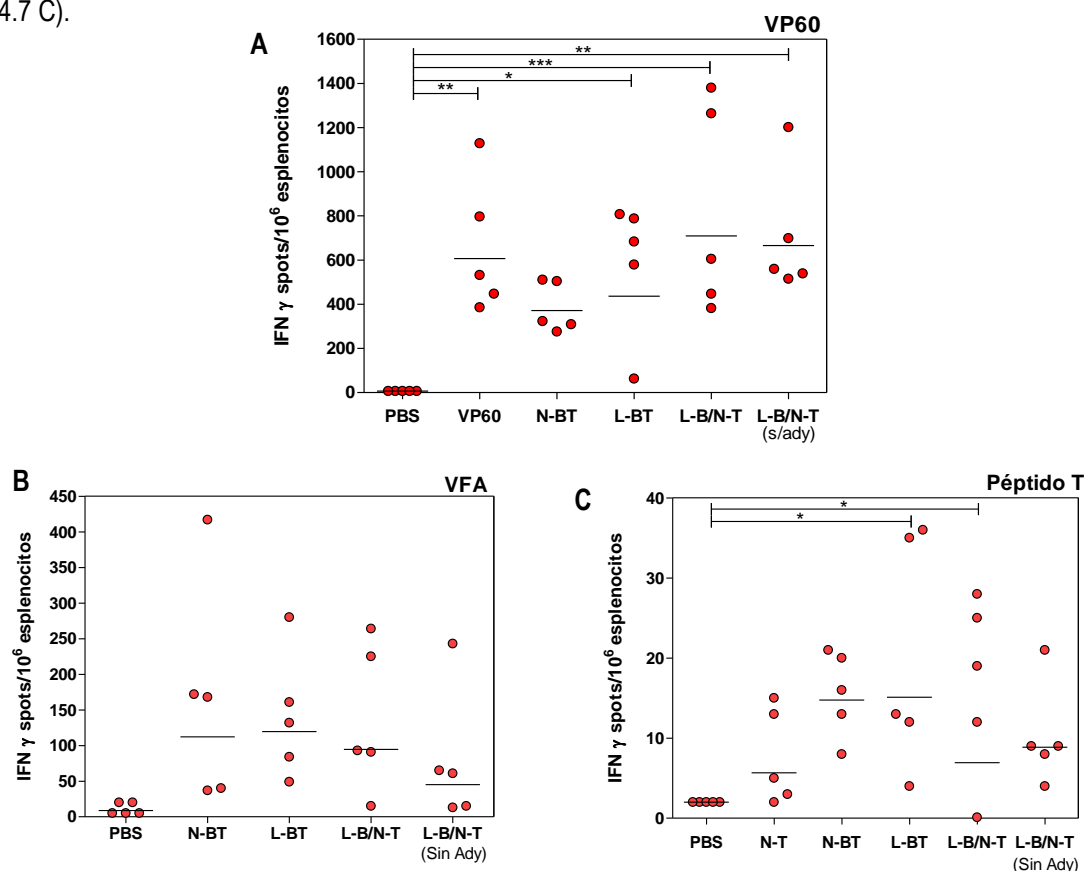 4.7 C).
A
VP60
IFN γ spots/10⁶ esplenocitos
1600
1400
1200
1000
800
600
400
200
0
**
***
*
**
PBS VP60 N-BT L-BT L-B/N-T L-B/N-T
(s/ady)
B
VFA
IFN γ spots/10⁶ esplenocitos
450
400
350
300
250
200
150
100
50
0
PBS N-BT L-BT L-B/N-T L-B/N-T
(Sin Ady)
C
Péptido T
IFN γ spots/10⁶ esplenocitos
40
30
20
10
0
*
*
PBS N-T N-BT L-BT L-B/N-T L-B/N-T
(Sin Ady)